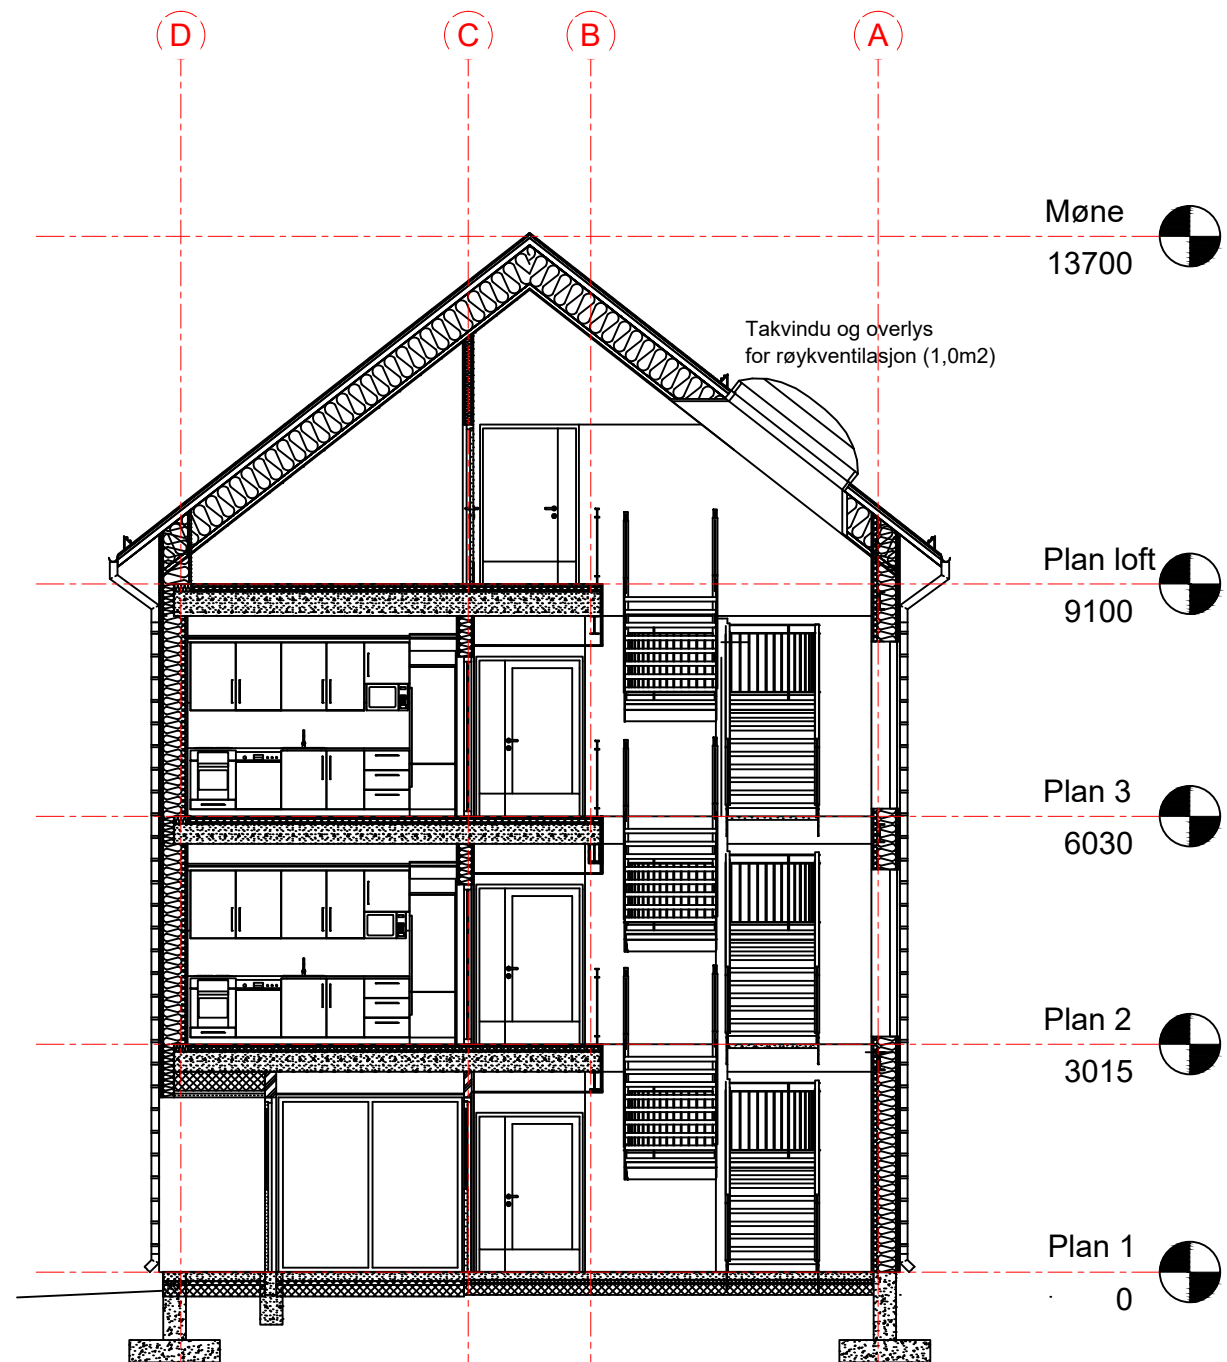 D C B A
Møne
13700
Takvindu og overlys
for røykventilasjon (1,0m2)
Plan loft
9100
Plan 3
6030
Plan 2
3015
Plan 1
0